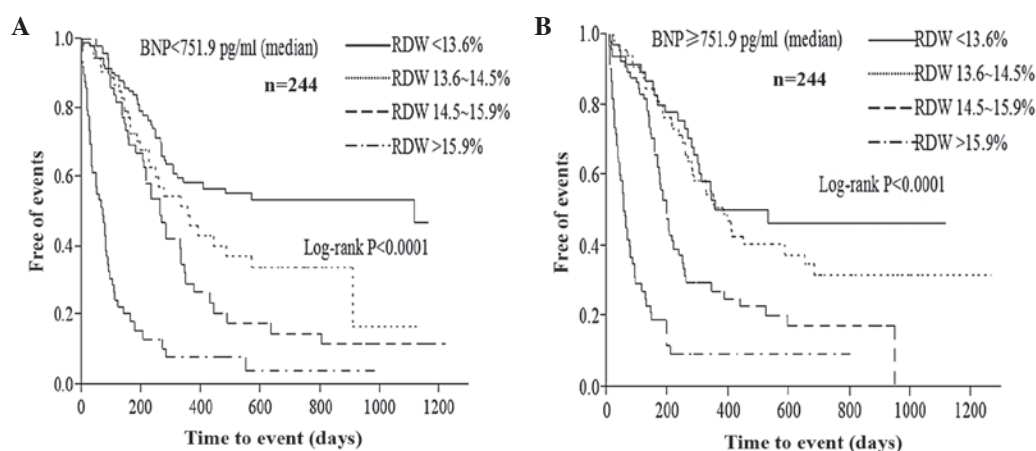 A
BNP<751.9 pg/ml (median)
n=244
RDW <13.6%
RDW 13.6~14.5%
RDW 14.5~15.9%
RDW >15.9%
Log-rank P<0.0001
Free of events
1.0
0.8
0.6
0.4
0.2
0.0
0 200 400 600 800 1000 1200
Time to event (days)
B
BNP≥751.9 pg/ml (median)
n=244
RDW <13.6%
RDW 13.6~14.5%
RDW 14.5~15.9%
RDW >15.9%
Log-rank P<0.0001
Free of events
1.0
0.8
0.6
0.4
0.2
0.0
0 200 400 600 800 1000 1200
Time to event (days)